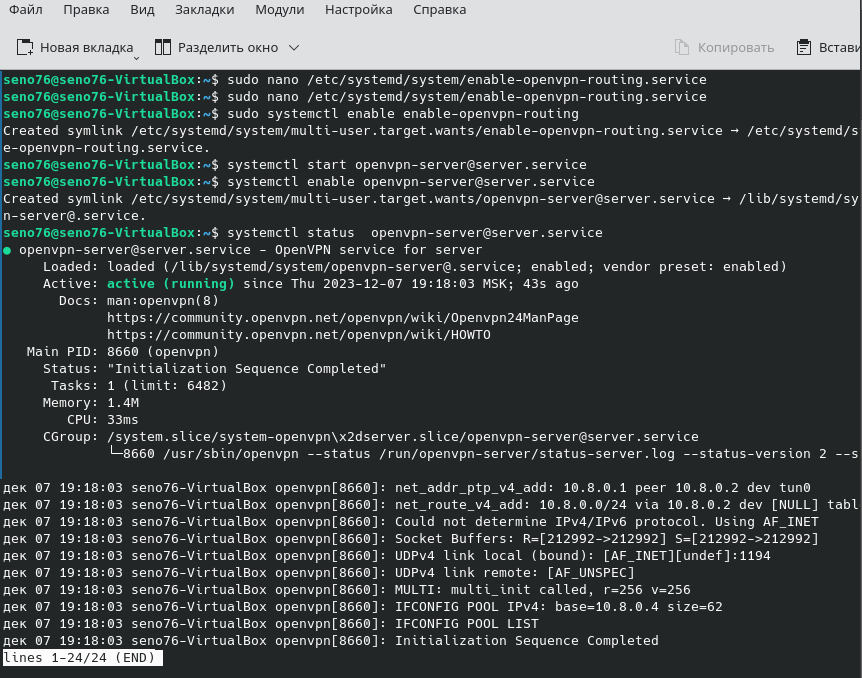 Файл Правка Вид Закладки Модули Настройка Справка
Новая вкладка Разделить окно Копировать Встави
seno76@seno76-VirtualBox:~$ sudo nano /etc/systemd/system/enable-openvpn-routing.service
seno76@seno76-VirtualBox:~$ sudo nano /etc/systemd/system/enable-openvpn-routing.service
seno76@seno76-VirtualBox:~$ sudo systemctl enable enable-openvpn-routing
Created symlink /etc/systemd/system/multi-user.target.wants/enable-openvpn-routing.service → /etc/systemd/s
e-openvpn-routing.service.
seno76@seno76-VirtualBox:~$ systemctl start openvpn-server@server.service
seno76@seno76-VirtualBox:~$ systemctl enable openvpn-server@server.service
Created symlink /etc/systemd/system/multi-user.target.wants/openvpn-server@server.service → /lib/systemd/sy
n-server@.service.
seno76@seno76-VirtualBox:~$ systemctl status  openvpn-server@server.service
● openvpn-server@server.service - OpenVPN service for server
     Loaded: loaded (/lib/systemd/system/openvpn-server@.service; enabled; vendor preset: enabled)
     Active: active (running) since Thu 2023-12-07 19:18:03 MSK; 43s ago
       Docs: man:openvpn(8)
             https://community.openvpn.net/openvpn/wiki/Openvpn24ManPage
             https://community.openvpn.net/openvpn/wiki/HOWTO
   Main PID: 8660 (openvpn)
     Status: "Initialization Sequence Completed"
      Tasks: 1 (limit: 6482)
     Memory: 1.4M
        CPU: 33ms
     CGroup: /system.slice/system-openvpn\x2dserver.slice/openvpn-server@server.service
             └─8660 /usr/sbin/openvpn --status /run/openvpn-server/status-server.log --status-version 2 --s
дек 07 19:18:03 seno76-VirtualBox openvpn[8660]: net_addr_ptp_v4_add: 10.8.0.1 peer 10.8.0.2 dev tun0
дек 07 19:18:03 seno76-VirtualBox openvpn[8660]: net_route_v4_add: 10.8.0.0/24 via 10.8.0.2 dev [NULL] tabl
дек 07 19:18:03 seno76-VirtualBox openvpn[8660]: Could not determine IPv4/IPv6 protocol. Using AF_INET
дек 07 19:18:03 seno76-VirtualBox openvpn[8660]: Socket Buffers: R=[212992->212992] S=[212992->212992]
дек 07 19:18:03 seno76-VirtualBox openvpn[8660]: UDPv4 link local (bound): [AF_INET][undef]:1194
дек 07 19:18:03 seno76-VirtualBox openvpn[8660]: UDPv4 link remote: [AF_UNSPEC]
дек 07 19:18:03 seno76-VirtualBox openvpn[8660]: MULTI: multi_init called, r=256 v=256
дек 07 19:18:03 seno76-VirtualBox openvpn[8660]: IFCONFIG POOL IPv4: base=10.8.0.4 size=62
дек 07 19:18:03 seno76-VirtualBox openvpn[8660]: IFCONFIG POOL LIST
дек 07 19:18:03 seno76-VirtualBox openvpn[8660]: Initialization Sequence Completed
lines 1-24/24 (END)